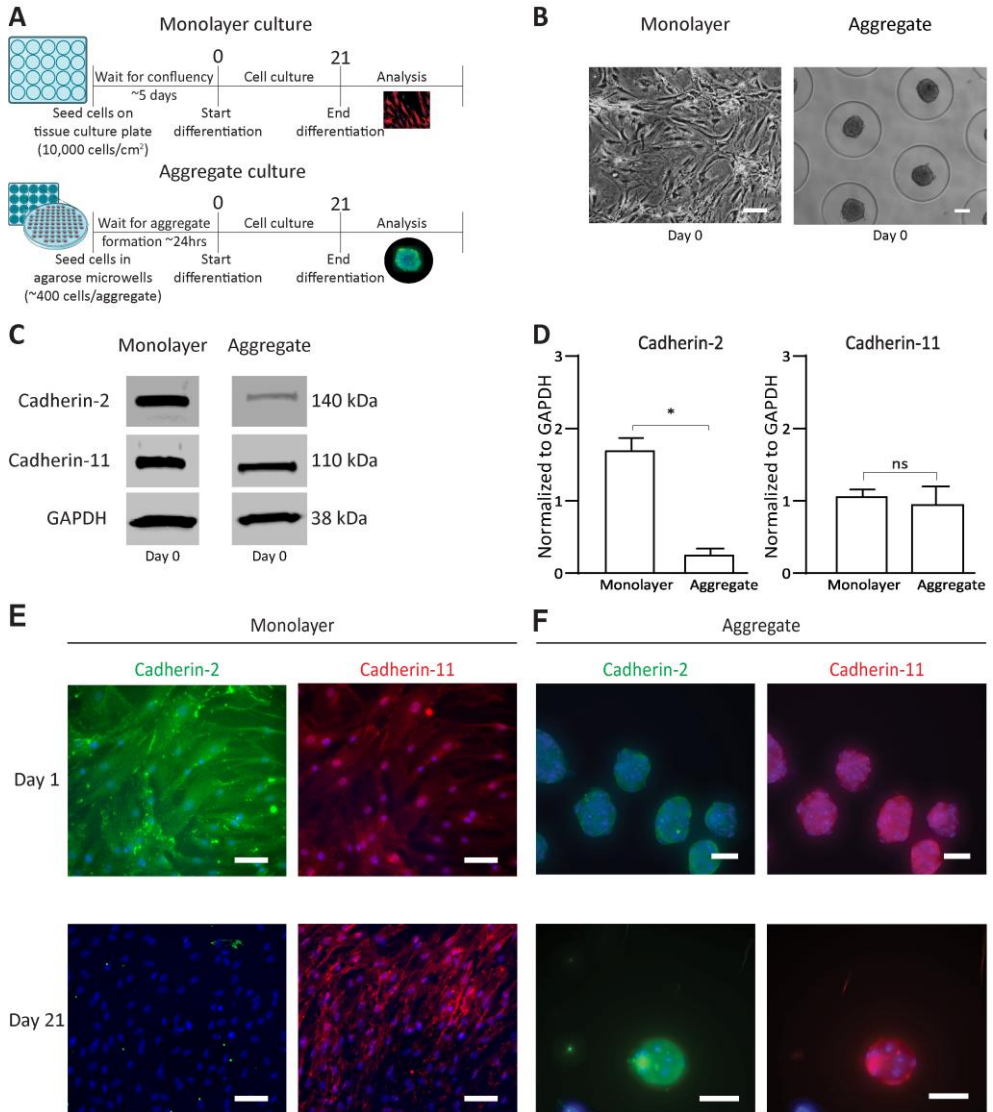 A
Monolayer culture
0
21
Wait for confluency
Cell culture
Analysis
~5 days
Seed cells on
tissue culture plate
(10,000 cells/cm²)
Start
differentiation
End
differentiation
Aggregate culture
0
21
Wait for aggregate
Cell culture
Analysis
formation ~24hrs
Seed cells in
agarose microwells
(~400 cells/aggregate)
Start
differentiation
End
differentiation
B
Monolayer
Aggregate
Day 0
Day 0
C
Monolayer
Aggregate
Cadherin-2
140 kDa
Cadherin-11
110 kDa
GAPDH
38 kDa
Day 0
Day 0
D
Cadherin-2
Normalized to GAPDH
3
2
1
0
*
Monolayer
Aggregate
Cadherin-11
Normalized to GAPDH
3
2
1
0
ns
Monolayer
Aggregate
E
Monolayer
Cadherin-2
Cadherin-11
Day 1
Day 21
F
Aggregate
Cadherin-2
Cadherin-11